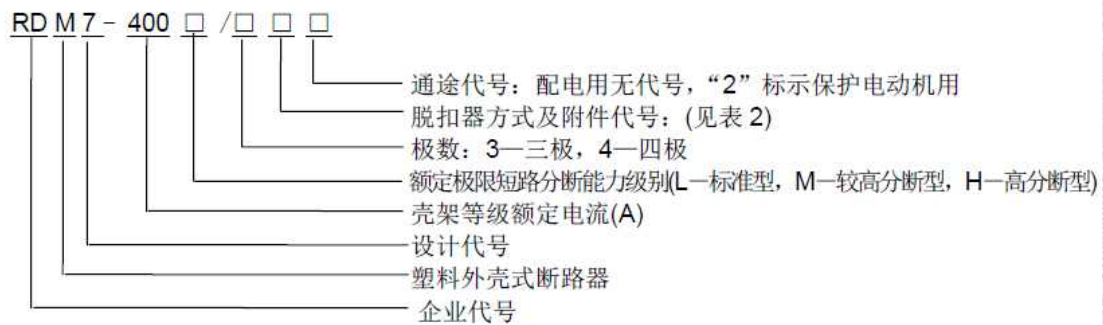 RD M 7 - 400 □ /□ □ □
通途代号：配电用无代号，“2”标示保护电动机用
脱扣器方式及附件代号：(见表 2)
极数：3—三极，4—四极
额定极限短路分断能力级别(L—标准型，M—较高分断型，H—高分断型)
壳架等级额定电流(A)
设计代号
塑料外壳式断路器
企业代号